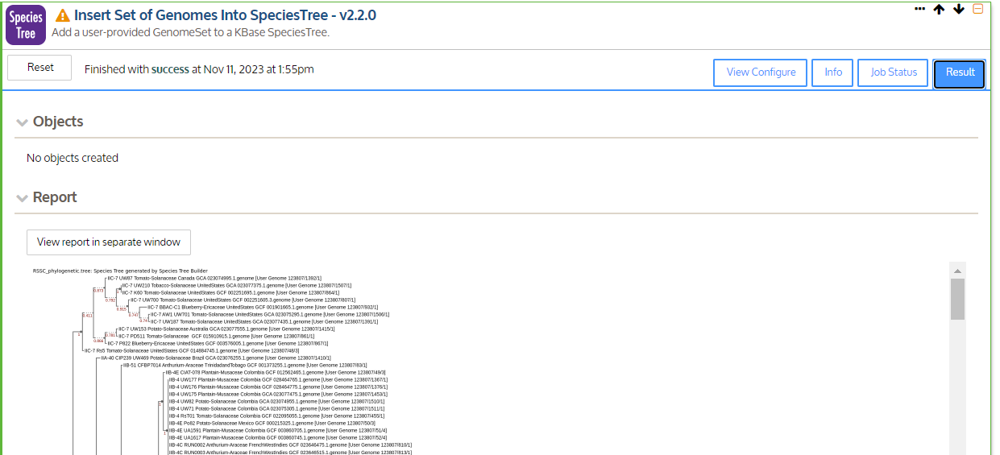 Species
Tree
Insert Set of Genomes Into SpeciesTree - v2.2.0
Add a user-provided GenomeSet to a KBase SpeciesTree.
Reset
Finished with success at Nov 11, 2023 at 1:55pm
View Configure
Info
Job Status
Result
Objects
No objects created
Report
View report in separate window
RSSC_phylogenetic.tree: Species Tree generated by Species Tree Builder
IIC-7 UW87 Tomato-Solanaceae Canada GCA 023074995.1.genome [User Genome 123807/1392/1]
IIC-7 UW210 Tobacco-Solanaceae UnitedStates GCA 023077375.1.genome [User Genome 123807/1507/1]
0.873
IIC-7 K60 Tomato-Solanaceae UnitedStates GCF 002251695.1.genome [User Genome 123807/864/1]
0.792
IIC-7 UW700 Tomato-Solanaceae UnitedStates GCF 002251605.3.genome [User Genome 123807/807/1]
0.915
IIC-7 BBAC-C1 Blueberry-Ericaceae UnitedStates GCF 001901665.1.genome [User Genome 123807/932/1]
0.411
IIC-7 AW1 UW701 Tomato-Solanaceae UnitedStates GCA 023075295.1.genome [User Genome 123807/1506/1]
IIC-7 UW187 Tomato-Solanaceae UnitedStates GCA 023077435.1.genome [User Genome 123807/1391/1]
IIC-7 UW153 Potato-Solanaceae Australia GCA 023077555.1.genome [User Genome 123807/1415/1]
1
IIC-7 PD511 Tomato-Solanaceae GCF 015910915.1.genome [User Genome 123807/861/1]
0.866
IIC-7 P822 Blueberry-Ericaceae UnitedStates GCF 003576005.1.genome [User Genome 123807/867/1]
IIC-7 Rs5 Tomato-Solanaceae UnitedStates GCF 014884745.1.genome [User Genome 123807/48/3]
IIA-40 CIP239 UW469 Potato-Solanaceae Brazil GCA 023076255.1.genome [User Genome 123807/1410/1]
IIB-51 CFBP7014 Anthurium-Araceae TrinidadandTobago GCF 001373255.1.genome [User Genome 123807/83/1]
IIB-4E CIAT-078 Plantain-Musaceae Colombia GCF 012562465.1.genome [User Genome 123807/49/3]
IIB-4 UW177 Plantain-Musaceae Colombia GCF 028464765.1.genome [User Genome 123807/1367/1]
IIB-4 UW176 Plantain-Musaceae Colombia GCF 028464775.1.genome [User Genome 123807/1376/1]
IIB-4 UW175 Plantain-Musaceae Colombia GCA 023077475.1.genome [User Genome 123807/1453/1]
IIB-4 UW82 Potato-Solanaceae Colombia GCA 023074955.1.genome [User Genome 123807/1510/1]
1
IIB-4 UW71 Potato-Solanaceae Colombia GCA 023075305.1.genome [User Genome 123807/1511/1]
IIB-4 RsT01 Tomato-Solanaceae Colombia GCF 022095055.1.genome [User Genome 123807/455/1]
IIB-4E Po82 Potato-Solanaceae Mexico GCF 000215325.1.genome [User Genome 123807/50/3]
IIB-4E UA1591 Plantain-Musaceae Colombia GCF 003860705.1.genome [User Genome 123807/51/4]
1
IIB-4E UA1617 Plantain-Musaceae Colombia GCF 003860745.1.genome [User Genome 123807/52/4]
IIB-4C RUN0002 Anthurium-Araceae FrenchWestIndies GCF 023646475.1.genome [User Genome 123807/810/1]
IIB-4C RUN0003 Anthurium-Araceae FrenchWestIndies GCF 023646515.1.genome [User Genome 123807/813/1]